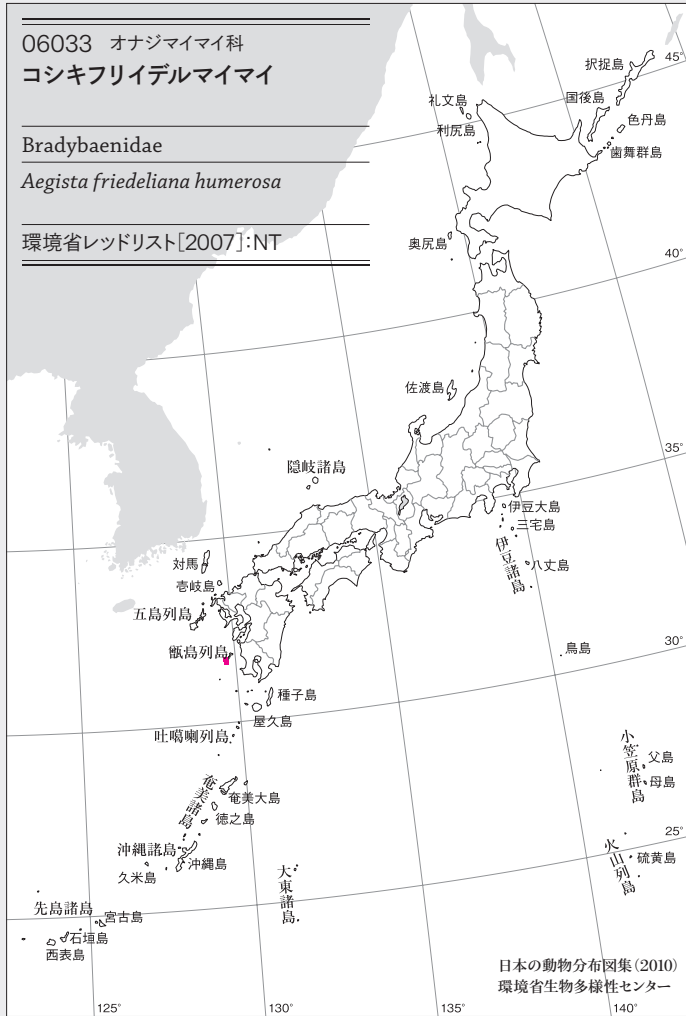 06033 オナジマイマイ科
コシキフリイデルマイマイ
Bradybaenidae
Aegista friedeliana humerosa
環境省レッドリスト[2007]:NT
択捉島
45°
礼文島
国後島
利尻島
色丹島
歯舞群島
奥尻島
40°
佐渡島
35°
隠岐諸島
伊豆大島
三宅島
伊豆諸島
八丈島
対馬
壱岐島
五島列島
甑島列島
鳥島
30°
種子島
屋久島
吐噶喇列島
小笠原群島
父島
母島
奄美諸島
奄美大島
徳之島
25°
沖縄諸島
沖縄島
久米島
火山列島
硫黄島
大東諸島
先島諸島
宮古島
石垣島
西表島
日本の動物分布図集(2010)
環境省生物多様性センター
125°
130°
135°
140°